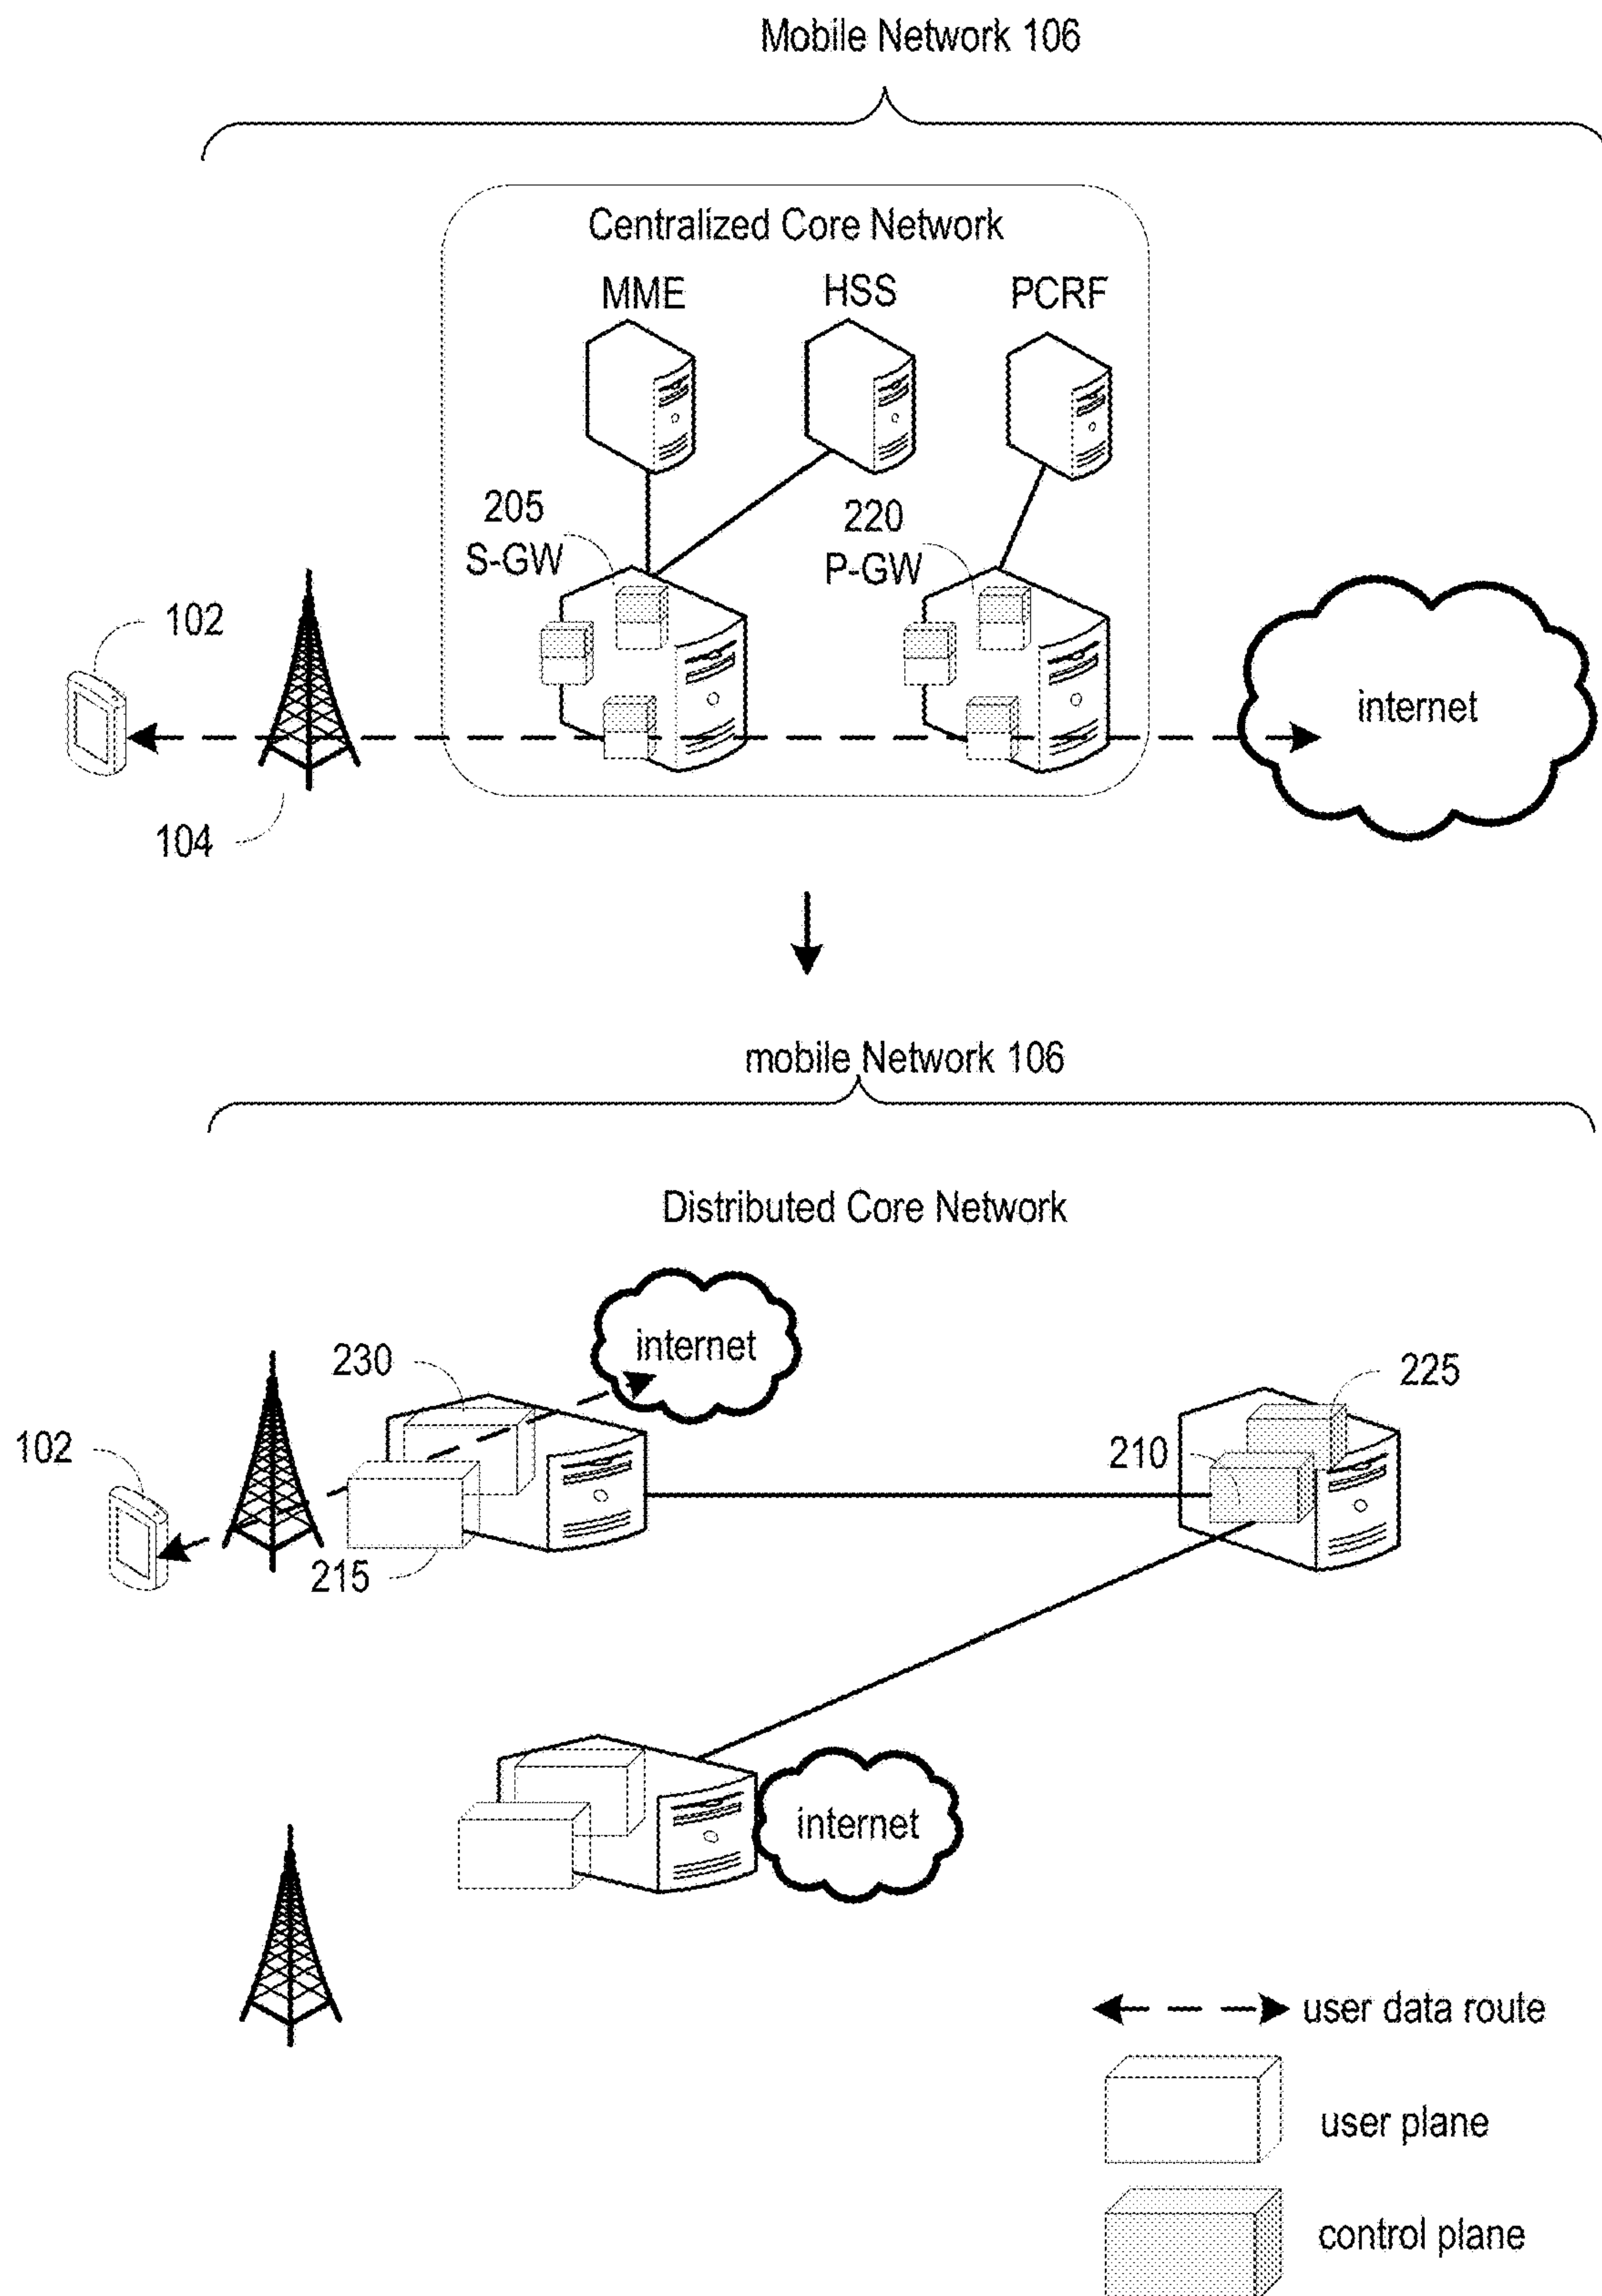 Mobile Network 106
Centralized Core Network
MME
HSS
PCRF
205
S-GW
220
P-GW
102
internet
104
mobile Network 106
Distributed Core Network
internet
230
225
102
210
215
internet
user data route
user plane
control plane